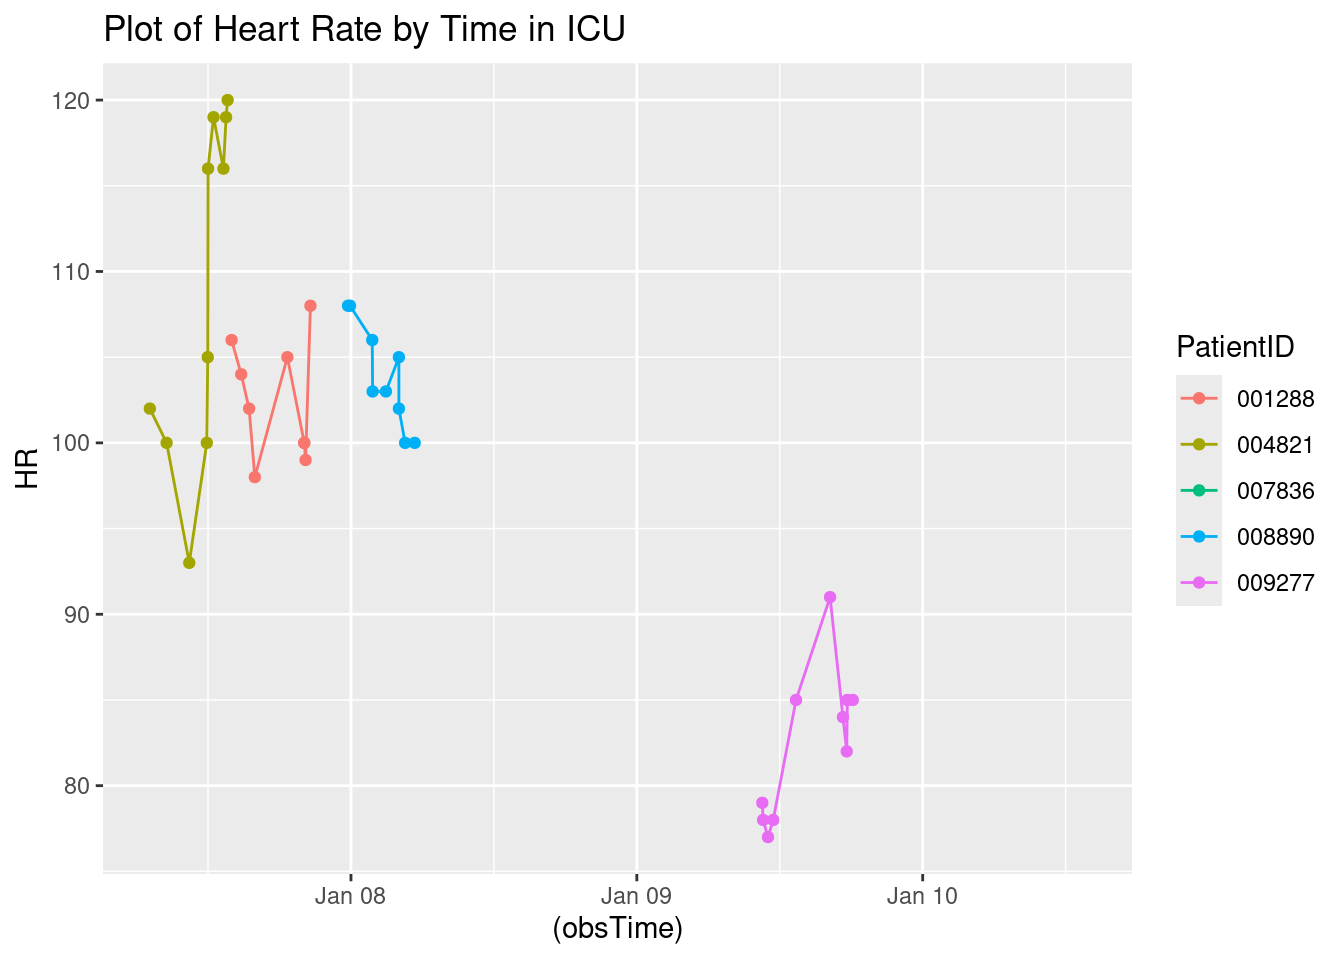 Plot of Heart Rate by Time in ICU
120
110
100
90
80
HR
Jan 08
Jan 09
Jan 10
(obsTime)
PatientID
001288
004821
007836
008890
009277